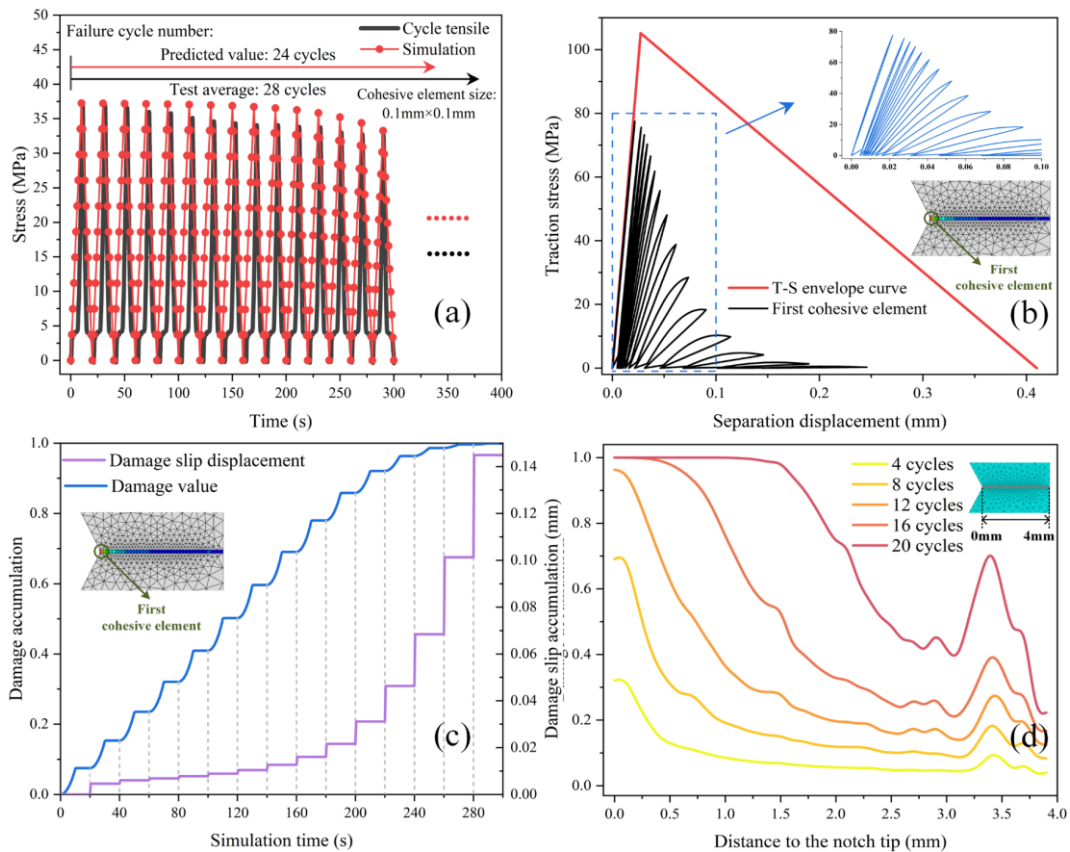 (a)
Failure cycle number:
Cycle tensile
Simulation
Predicted value: 24 cycles
Test average: 28 cycles
Cohesive element size:
0.1mm×0.1mm
50
45
40
35
30
25
20
15
10
5
0
Stress (MPa)
0 50 100 150 200 250 300 350 400
Time (s)
(b)
100
80
60
40
20
0
Traction stress (MPa)
80
60
40
20
0
0.00 0.02 0.04 0.06 0.08 0.10
First
cohesive element
T-S envelope curve
First cohesive element
0.0 0.1 0.2 0.3 0.4
Separation displacement (mm)
(c)
Damage slip displacement
Damage value
First
cohesive element
1.0
0.8
0.6
0.4
0.2
0.0
Damage accumulation
0.14
0.12
0.10
0.08
0.06
0.04
0.02
0.00
Damage slip accumulation (mm)
0 40 80 120 160 200 240 280
Simulation time (s)
(d)
4 cycles
8 cycles
12 cycles
16 cycles
20 cycles
0mm 4mm
1.0
0.8
0.6
0.4
0.2
0.0
0.0 0.5 1.0 1.5 2.0 2.5 3.0 3.5 4.0
Distance to the notch tip (mm)